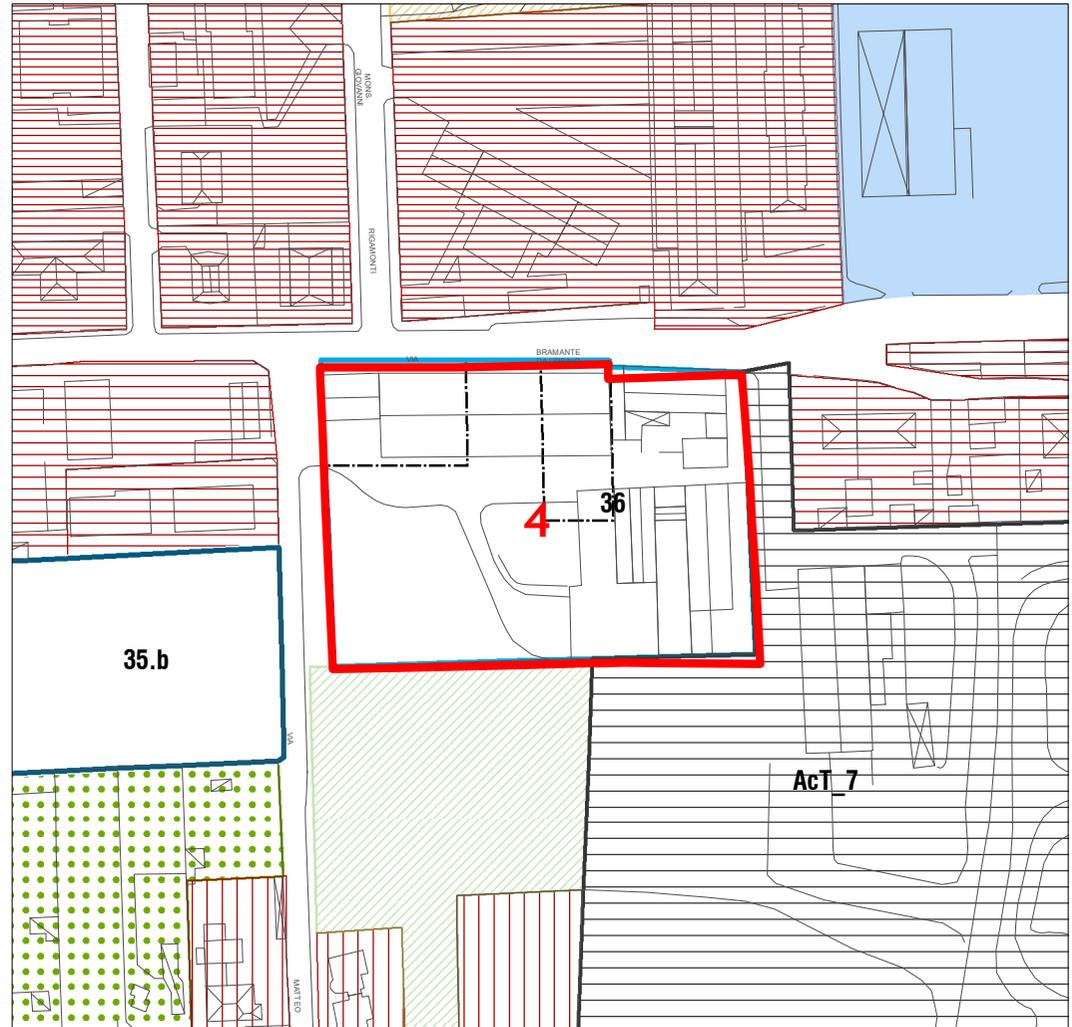 MONS.
GIOVANNI
RIGAMONTI
VIA
BRAMANTE
36
4
35.b
VIA
AcT_7
MATTEO